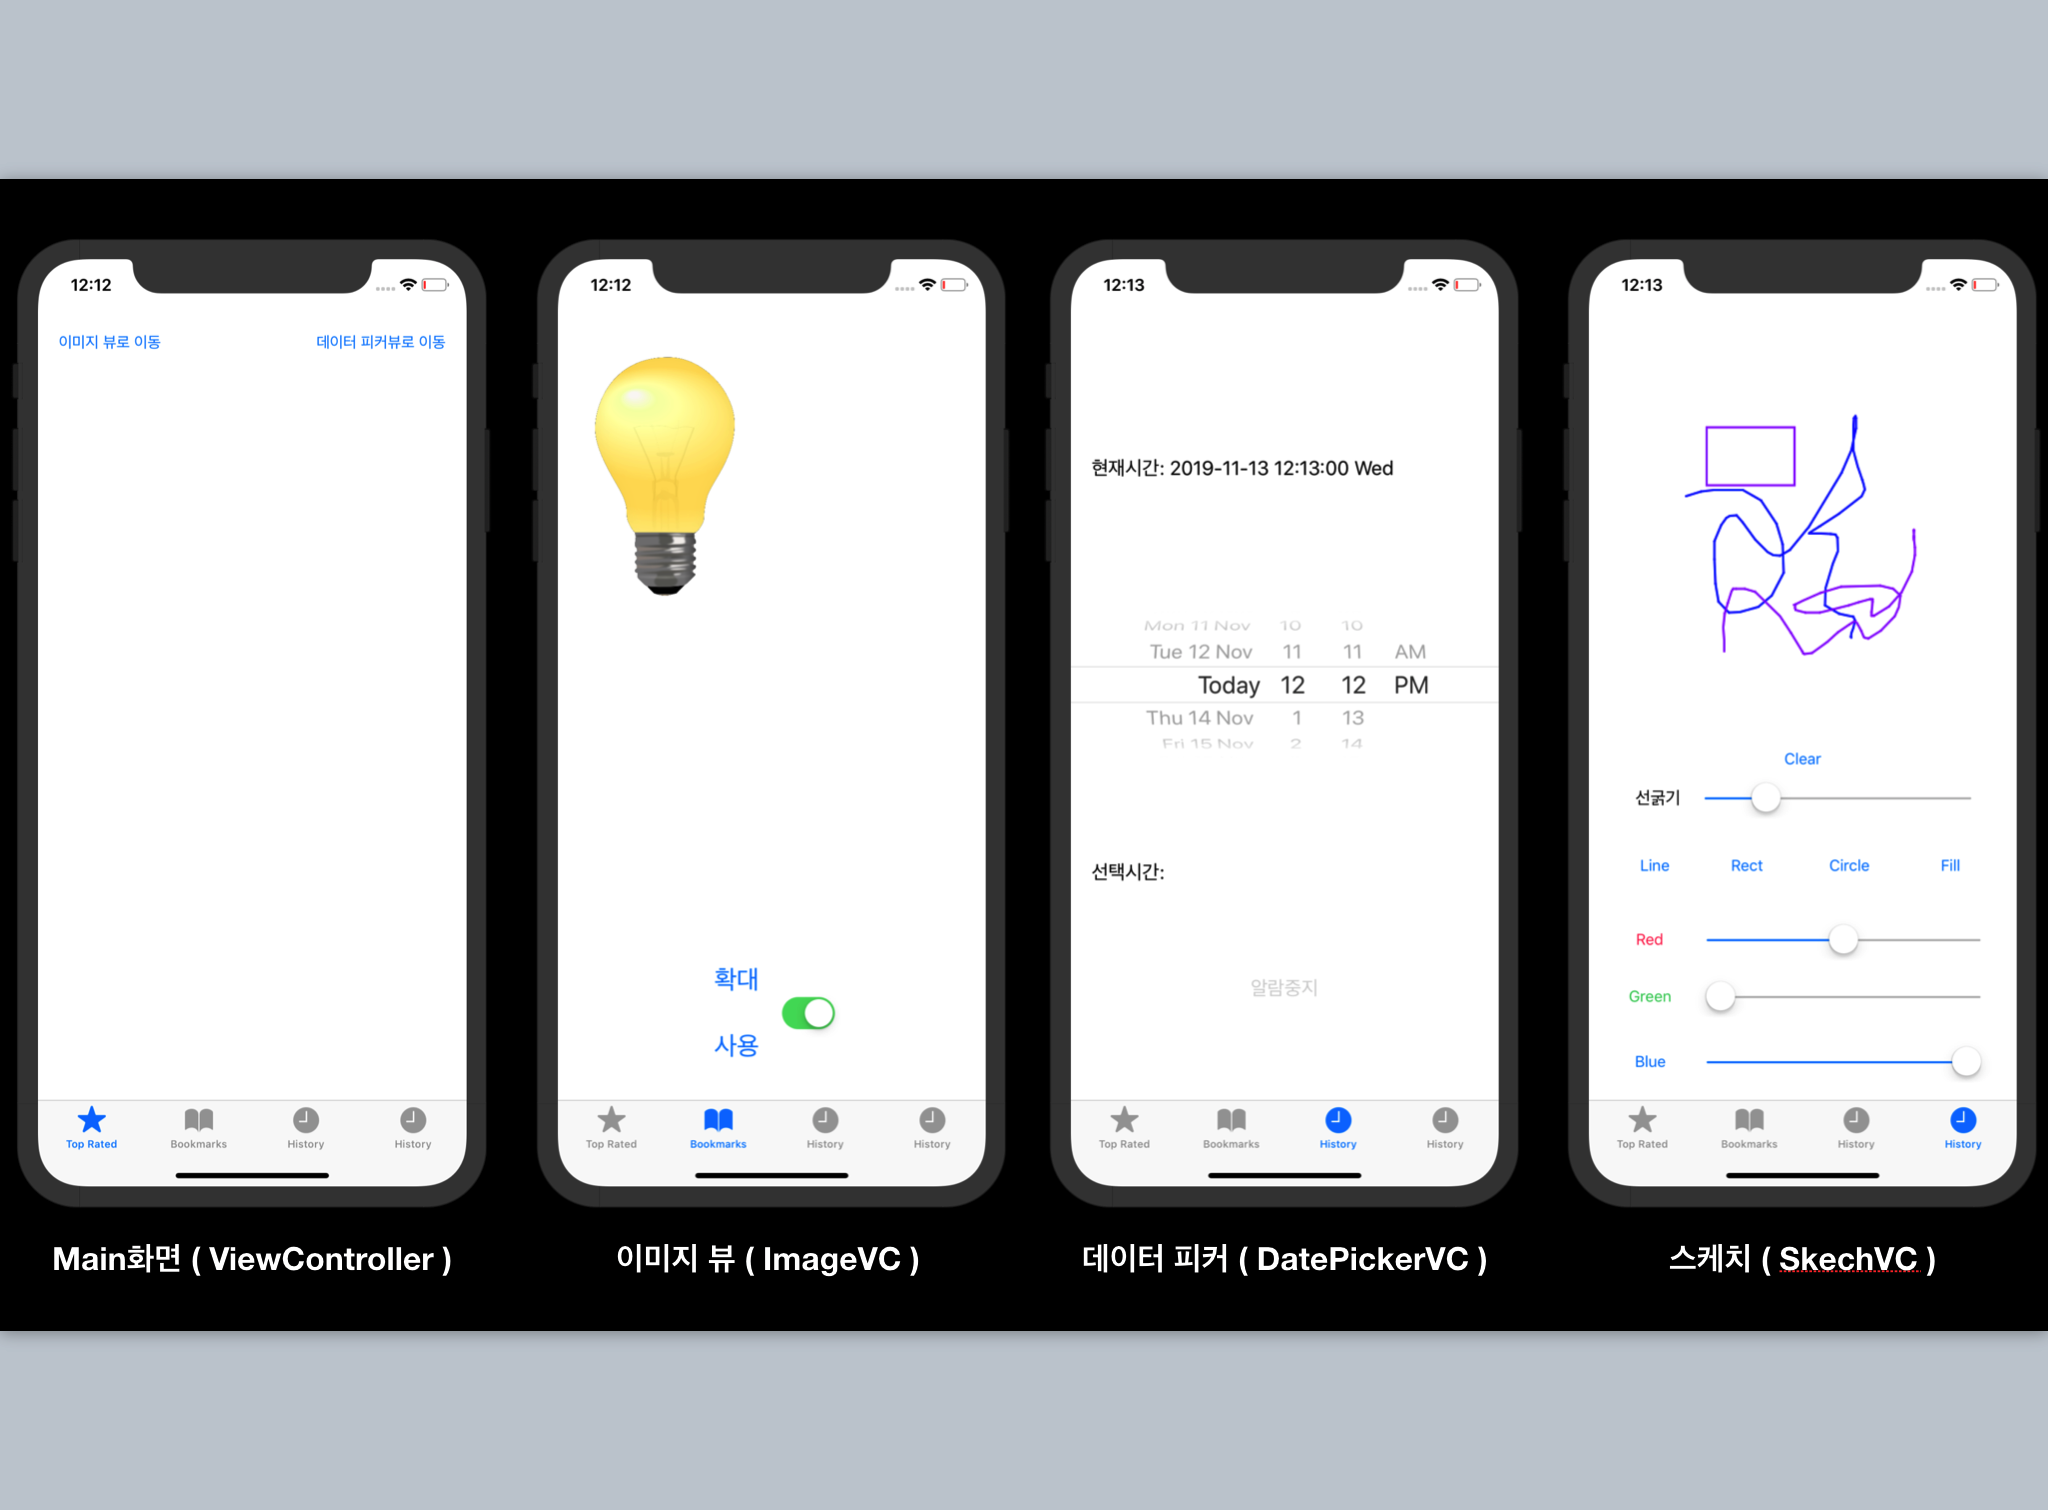 12:12
이미지 뷰로 이동
데이터 피커뷰로 이동
Top Rated
Bookmarks
History
History
Main화면 ( ViewController )
12:12
확대
사용
Top Rated
Bookmarks
History
History
이미지 뷰 ( ImageVC )
12:13
현재시간: 2019-11-13 12:13:00 Wed
Mon 11 Nov 10 10
Tue 12 Nov 11 11 AM
Today 12 12 PM
Thu 14 Nov 1 13
Fri 15 Nov 2 14
선택시간:
알람중지
Top Rated
Bookmarks
History
History
데이터 피커 ( DatePickerVC )
12:13
Clear
선굵기
Line Rect Circle Fill
Red
Green
Blue
Top Rated
Bookmarks
History
History
스케치 ( SkechVC )